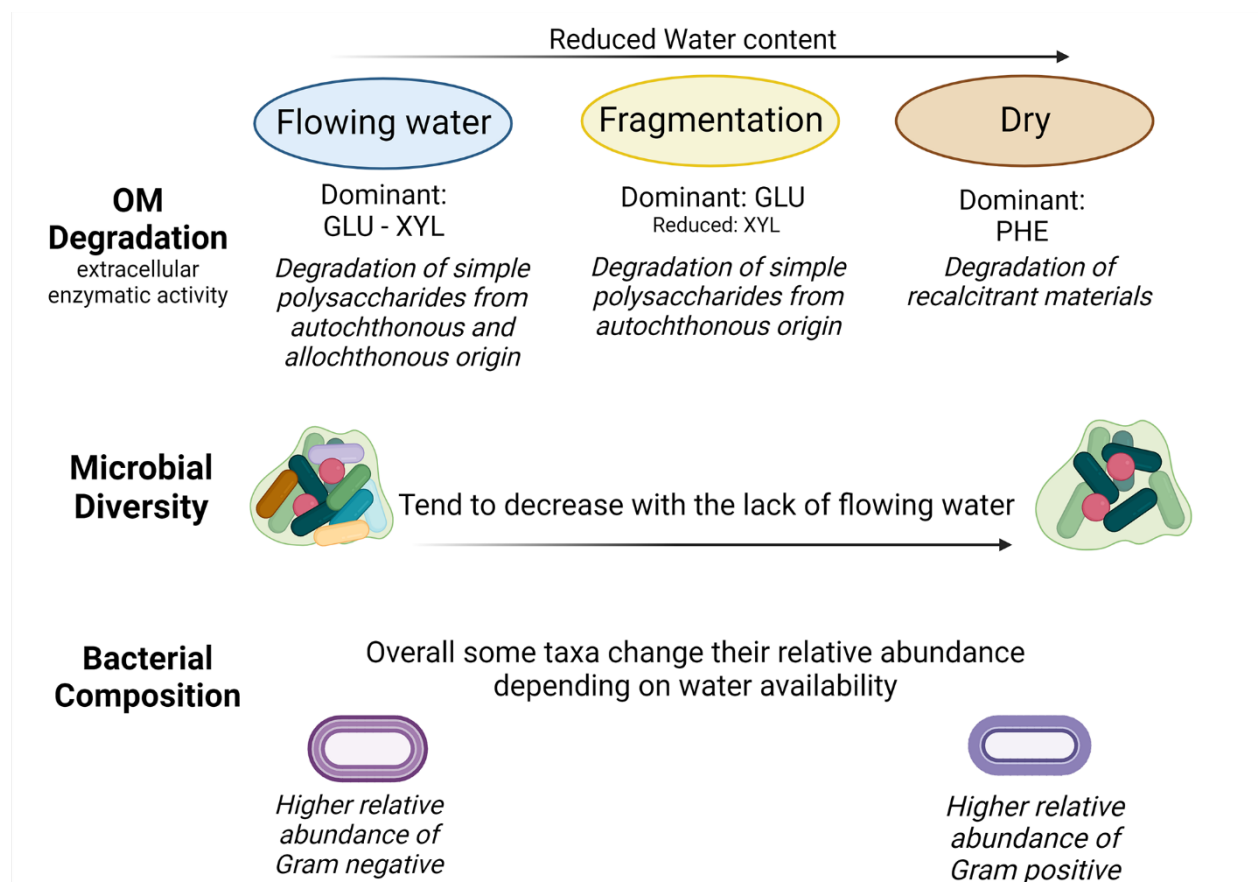 Reduced Water content
Flowing water
Fragmentation
Dry
OM
Degradation
extracellular
enzymatic activity
Dominant:
GLU - XYL
Degradation of simple
polysaccharides from
autochthonous and
allochthonous origin
Dominant: GLU
Reduced: XYL
Degradation of simple
polysaccharides from
autochthonous origin
Dominant:
PHE
Degradation of
recalcitrant materials
Microbial
Diversity
Tend to decrease with the lack of flowing water
Bacterial
Composition
Overall some taxa change their relative abundance
depending on water availability
Higher relative
abundance of
Gram negative
Higher relative
abundance of
Gram positive